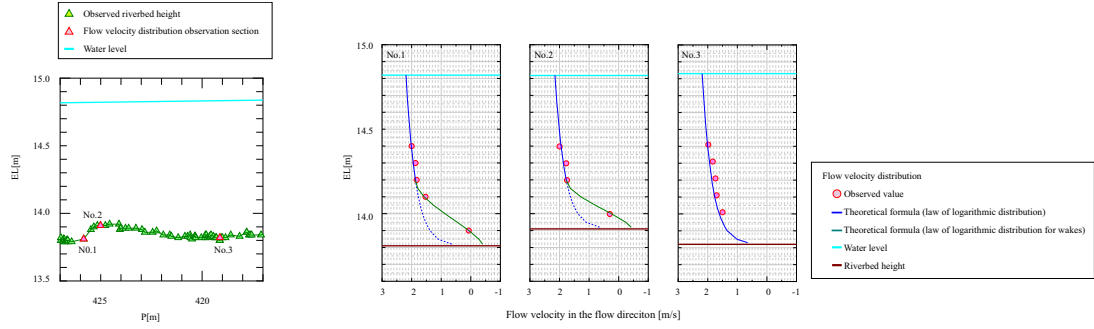 Observed riverbed height
Flow velocity distribution observation section
Water level
15.0
14.5
14.0
13.5
EL[m]
No.2
N0.1
No.3
425
420
P[m]
15.0
14.5
14.0
EL[m]
No.1
No.2
No.3
3 2 1 0 -1
3 2 1 0 -1
3 2 1 0 -1
Flow velocity in the flow direciton [m/s]
Flow velocity distribution
Observed value
Theoretical formula (law of logarithmic distribution)
Theoretical formula (law of logarithmic distribution for wakes)
Water level
Riverbed height